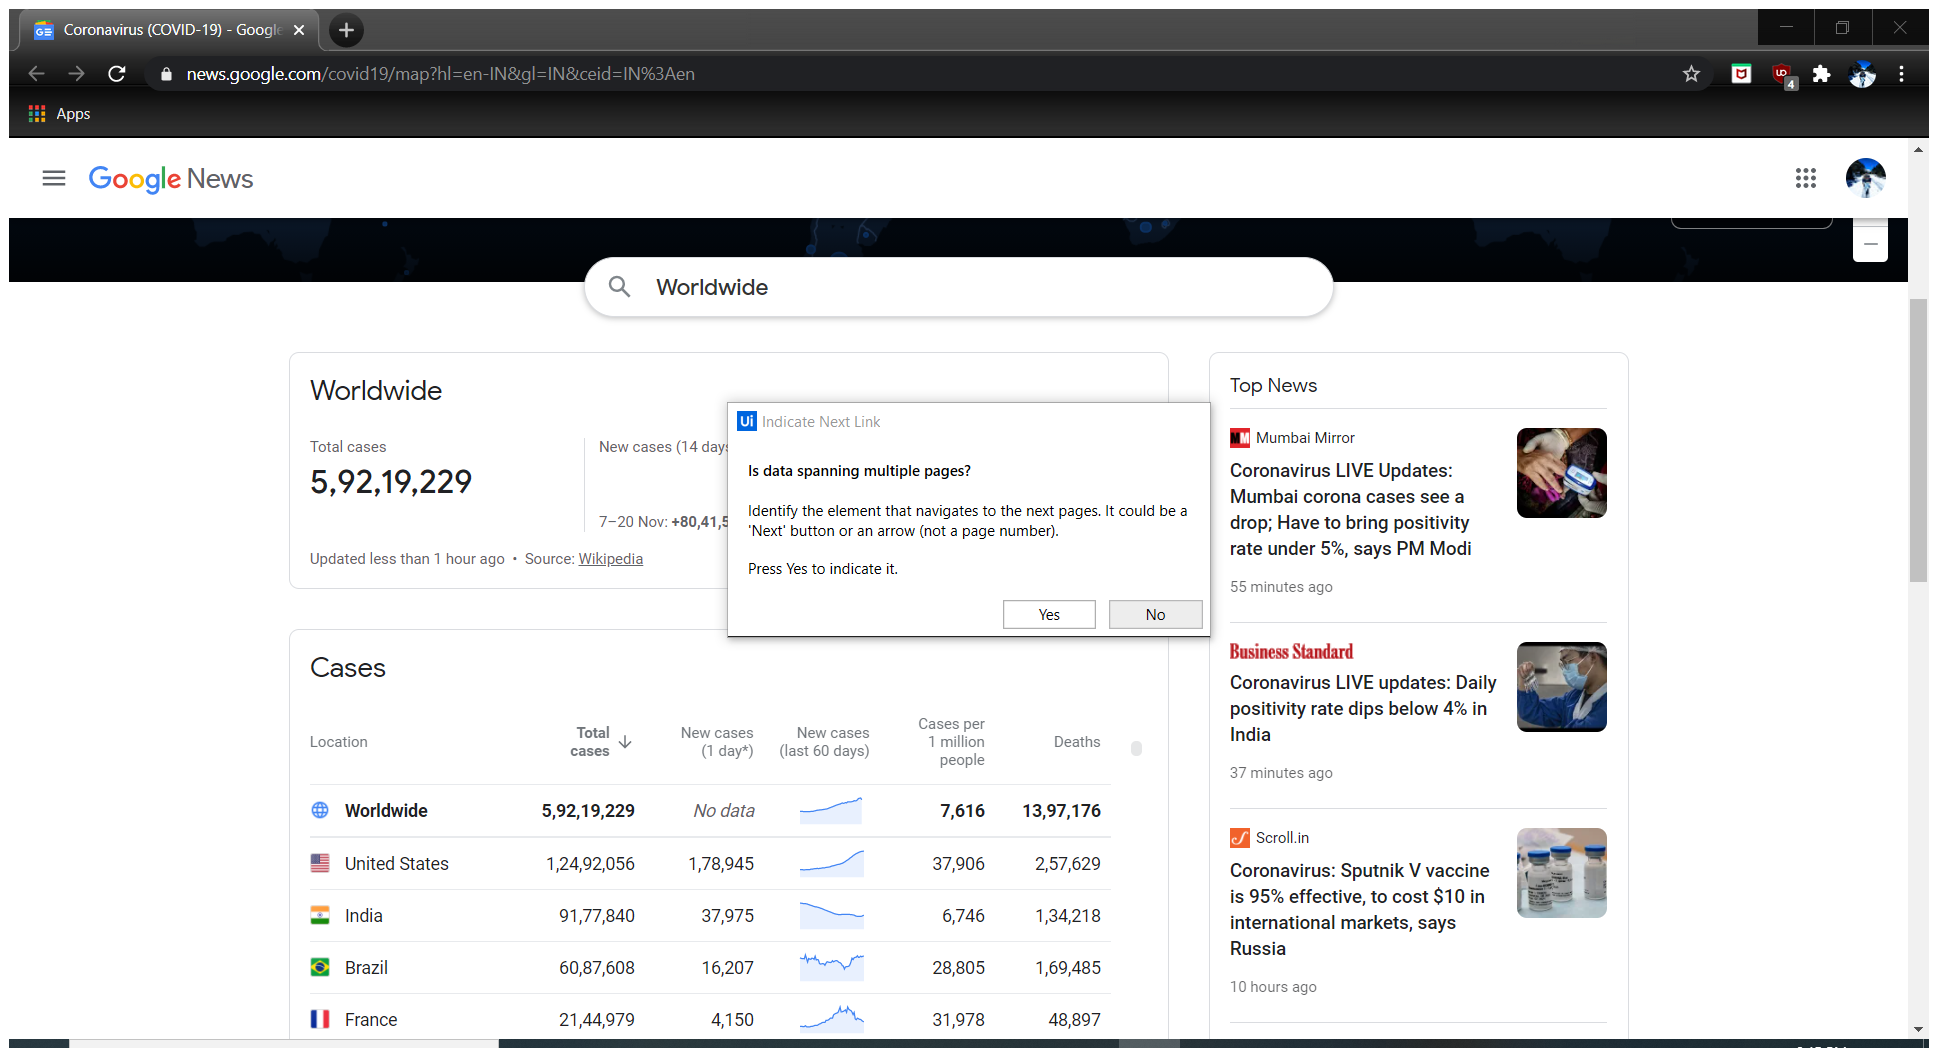 Coronavirus (COVID-19) - Google
news.google.com/covid19/map?hl=en-IN&gl=IN&ceid=IN%3Aen
4
Apps
Google News
Worldwide
Worldwide
Total cases
5,92,19,229
New cases (14 days
7–20 Nov: +80,41,5
Updated less than 1 hour ago • Source: Wikipedia
Ui Indicate Next Link
Is data spanning multiple pages?
Identify the element that navigates to the next pages. It could be a
'Next' button or an arrow (not a page number).
Press Yes to indicate it.
Yes No
Cases
Location Total cases New cases (1 day*) New cases (last 60 days) Cases per 1 million people Deaths
Worldwide 5,92,19,229 No data 7,616 13,97,176
United States 1,24,92,056 1,78,945 37,906 2,57,629
India 91,77,840 37,975 6,746 1,34,218
Brazil 60,87,608 16,207 28,805 1,69,485
France 21,44,979 4,150 31,978 48,897
Top News
Mumbai Mirror
Coronavirus LIVE Updates:
Mumbai corona cases see a
drop; Have to bring positivity
rate under 5%, says PM Modi
55 minutes ago
Business Standard
Coronavirus LIVE updates: Daily
positivity rate dips below 4% in
India
37 minutes ago
Scroll.in
Coronavirus: Sputnik V vaccine
is 95% effective, to cost $10 in
international markets, says
Russia
10 hours ago